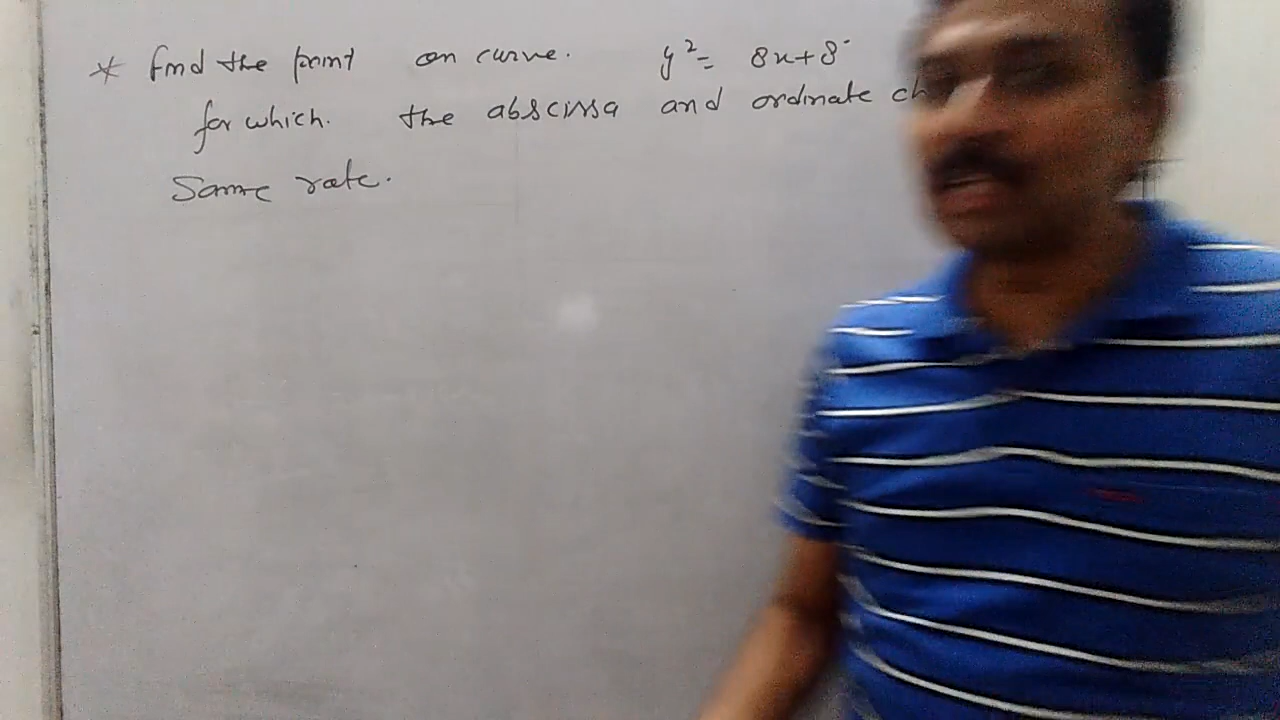 * find the point on curve. y² = 8x+8
for which. the abscissa and ordinate
Same rate.